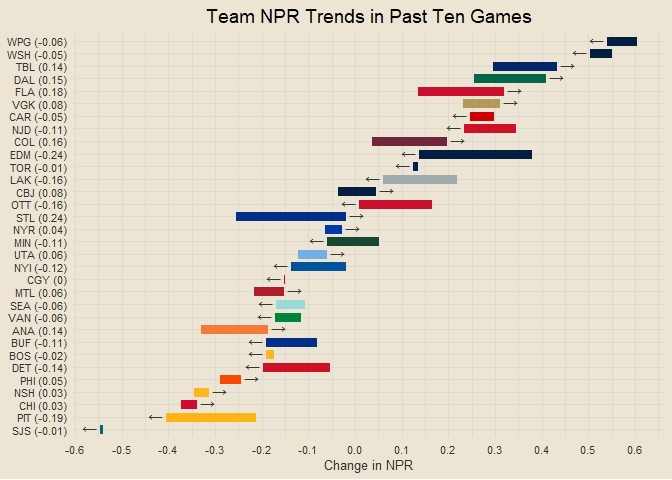 Team NPR Trends in Past Ten Games
WPG (-0.06)
WSH (-0.05)
TBL (0.14)
DAL (0.15)
FLA (0.18)
VGK (0.08)
CAR (-0.05)
NJD (-0.11)
COL (0.16)
EDM (-0.24)
TOR (-0.01)
LAK (-0.16)
CBJ (0.08)
OTT (-0.16)
STL (0.24)
NYR (0.04)
MIN (-0.11)
UTA (0.06)
NYI (-0.12)
CGY (0)
MTL (0.06)
SEA (-0.06)
VAN (-0.06)
ANA (0.14)
BUF (-0.11)
BOS (-0.02)
DET (-0.14)
PHI (0.05)
NSH (0.03)
CHI (0.03)
PIT (-0.19)
SJS (-0.01)
-0.6 -0.5 -0.4 -0.3 -0.2 -0.1 0.0 0.1 0.2 0.3 0.4 0.5 0.6
Change in NPR